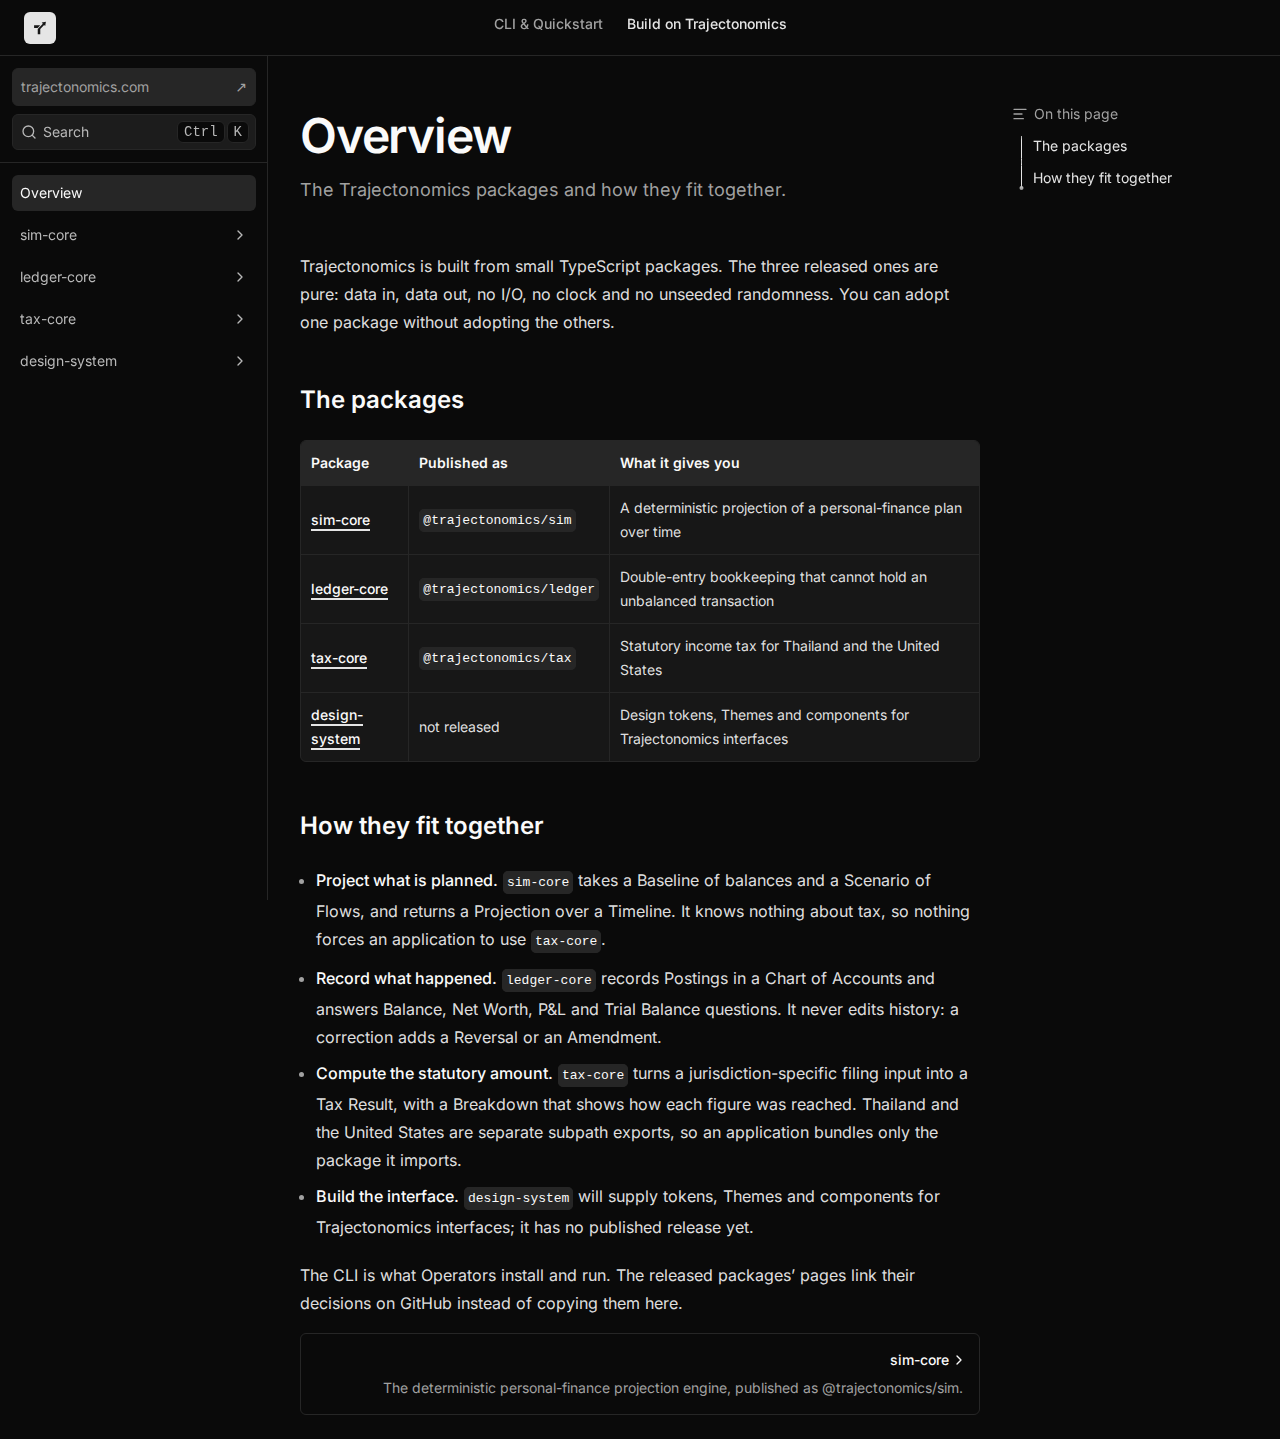 CLI & Quickstart
Build on Trajectonomics
trajectonomics.com ↗
Search
Ctrl K
Overview
sim-core
ledger-core
tax-core
design-system
Overview
The Trajectonomics packages and how they fit together.
Trajectonomics is built from small TypeScript packages. The three released ones are
pure: data in, data out, no I/O, no clock and no unseeded randomness. You can adopt
one package without adopting the others.
The packages
Package
Published as
What it gives you
sim-core
@trajectonomics/sim
A deterministic projection of a personal-finance plan
over time
ledger-core
@trajectonomics/ledger
Double-entry bookkeeping that cannot hold an
unbalanced transaction
tax-core
@trajectonomics/tax
Statutory income tax for Thailand and the United
States
design-
system
not released
Design tokens, Themes and components for
Trajectonomics interfaces
How they fit together
Project what is planned. sim-core takes a Baseline of balances and a Scenario of
Flows, and returns a Projection over a Timeline. It knows nothing about tax, so nothing
forces an application to use tax-core.
Record what happened. ledger-core records Postings in a Chart of Accounts and
answers Balance, Net Worth, P&L and Trial Balance questions. It never edits history: a
correction adds a Reversal or an Amendment.
Compute the statutory amount. tax-core turns a jurisdiction-specific filing input into a
Tax Result, with a Breakdown that shows how each figure was reached. Thailand and
the United States are separate subpath exports, so an application bundles only the
package it imports.
Build the interface. design-system will supply tokens, Themes and components for
Trajectonomics interfaces; it has no published release yet.
The CLI is what Operators install and run. The released packages’ pages link their
decisions on GitHub instead of copying them here.
sim-core
The deterministic personal-finance projection engine, published as @trajectonomics/sim.
On this page
The packages
How they fit together